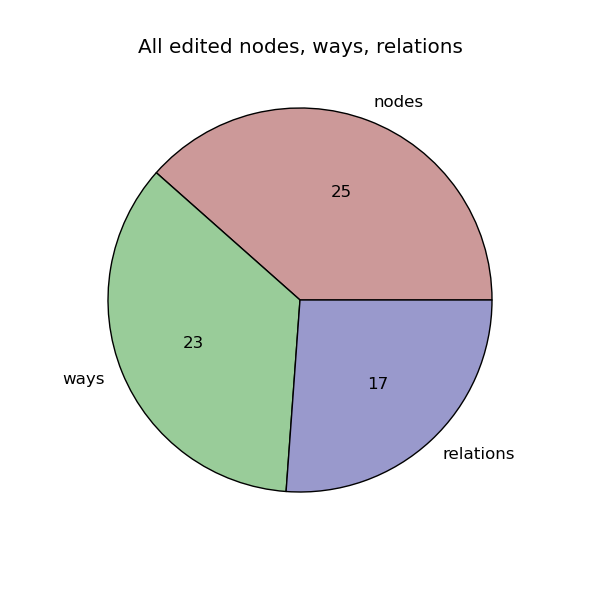 All edited nodes, ways, relations
nodes
25
23
ways
17
relations